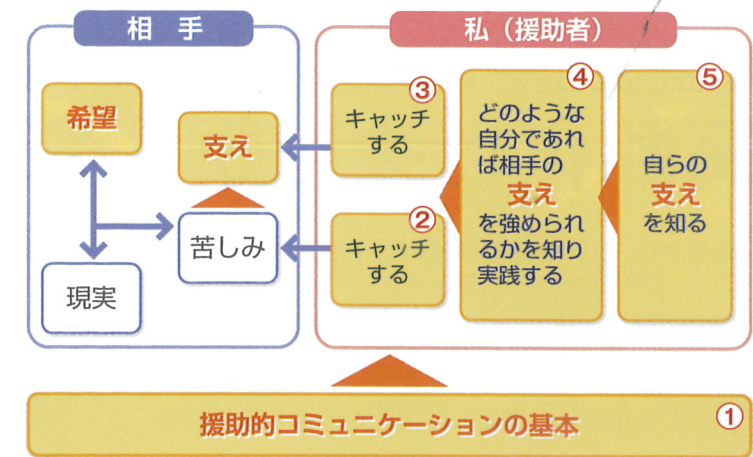 相 手
希望
支え
苦しみ
現実
私（援助者）
③
キャッチ
する
②
キャッチ
する
④
どのような
自分であれ
ば相手の
支え
を強められ
るかを知り
実践する
⑤
自らの
支え
を知る
援助的コミュニケーションの基本
①